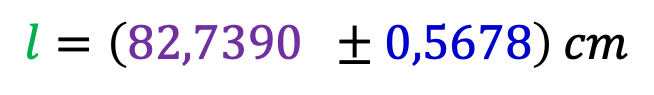 l = (82,7390 ± 0,5678) cm